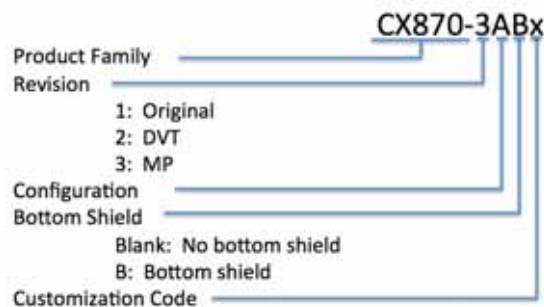 CX870-3ABx
Product Family
Revision
1: Original
2: DVT
3: MP
Configuration
Bottom Shield
Blank: No bottom shield
B: Bottom shield
Customization Code